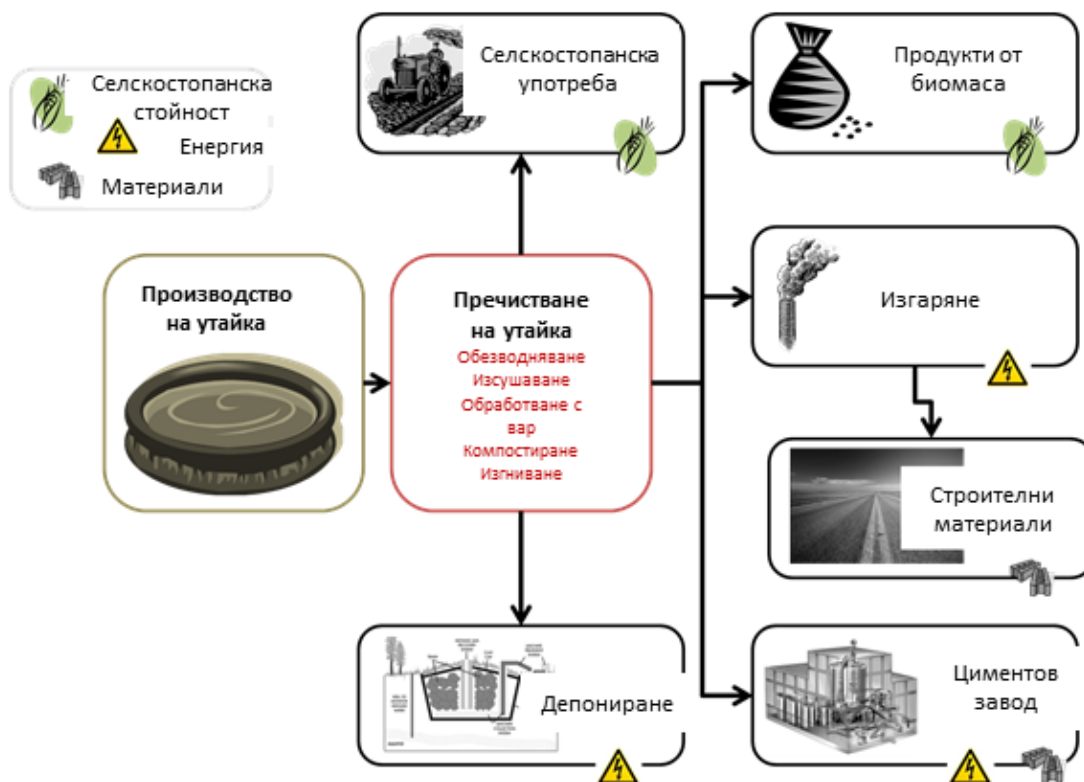 Селскостопанска
стойност
Енергия
Материали
Селскостопанска
употреба
Продукти от
биомаса
Производство
на утайка
Пречистване
на утайка
Обезводняване
Изсушаване
Обработване с
вар
Компостиране
Изгниване
Изгаряне
Строителни
материали
Депониране
Циментов
завод